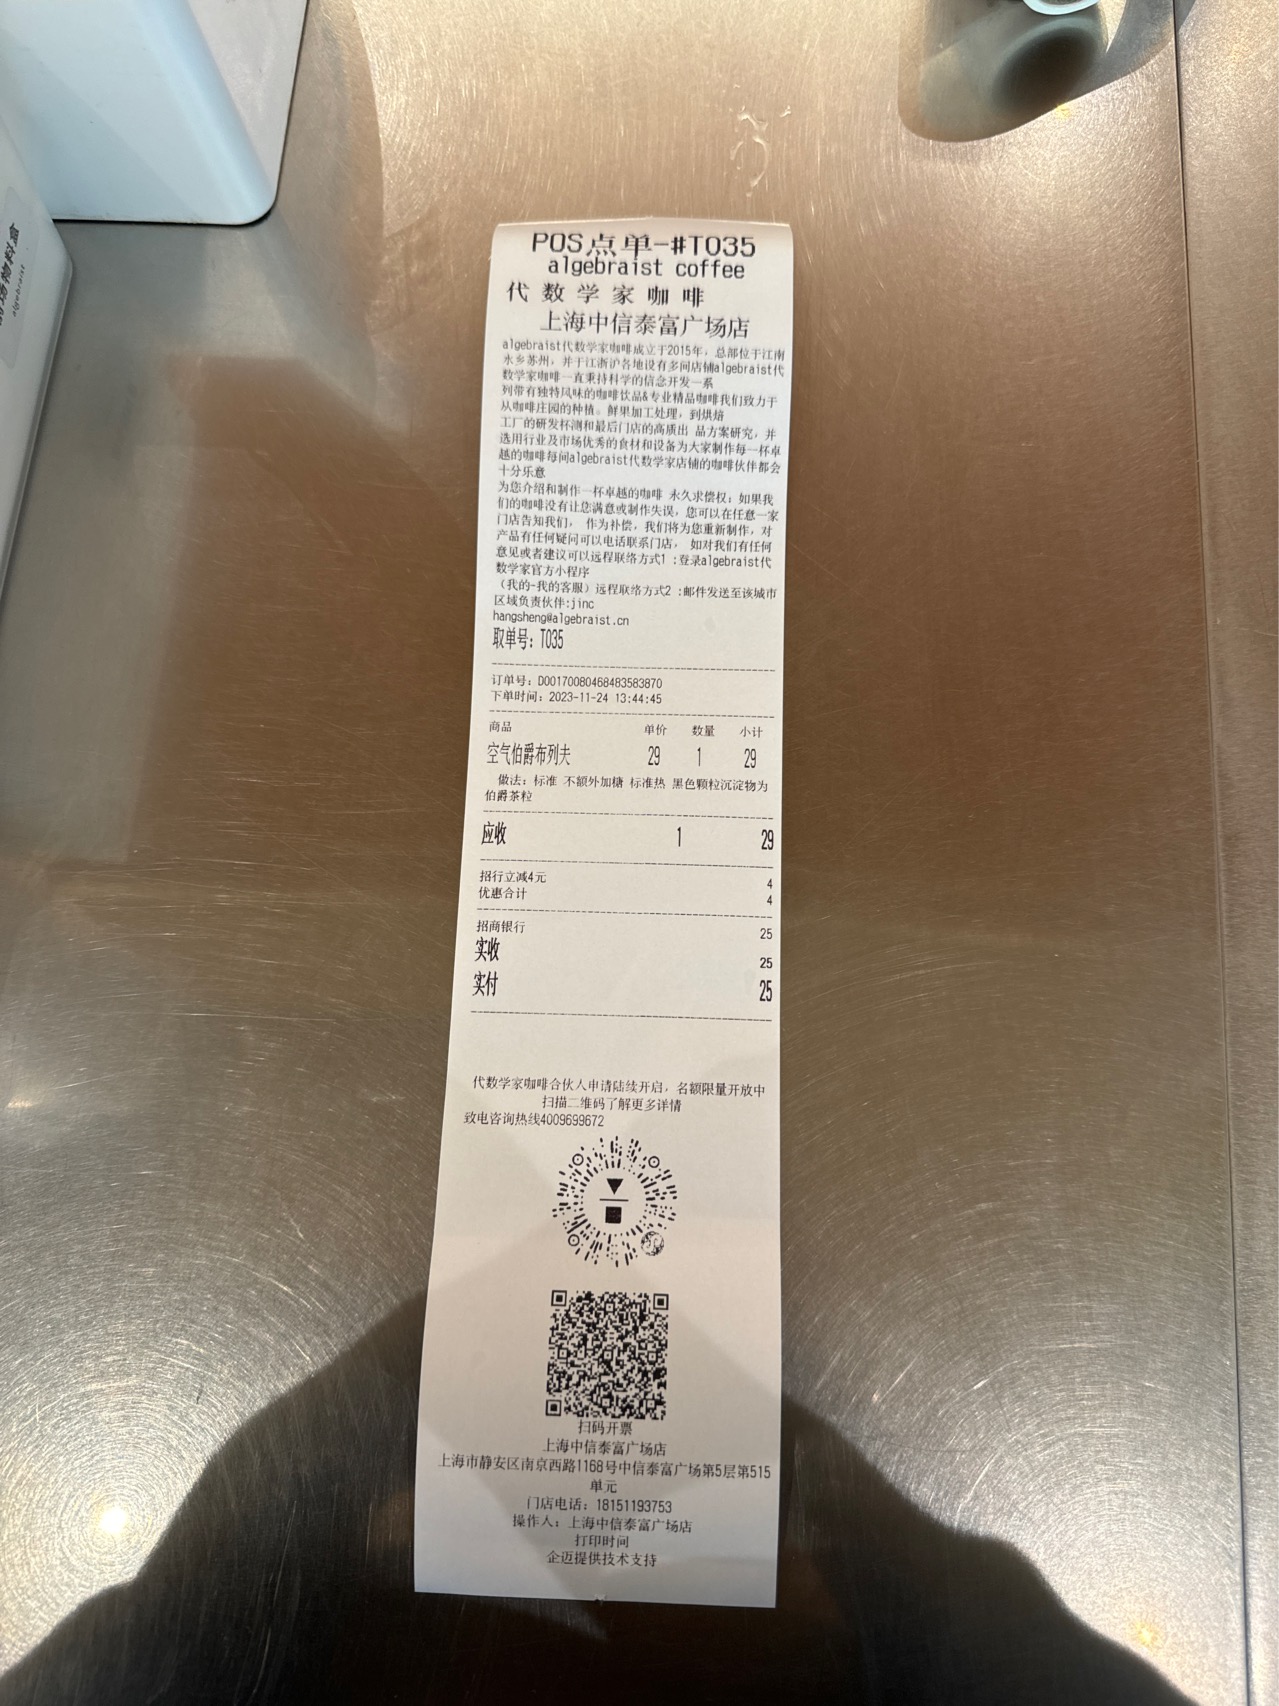 POS点单-#T035
algebraist coffee
代数学家咖啡
上海中信泰富广场店
algebraist代数学家咖啡成立于2015年，总部位于江南
水乡苏州，并于江浙沪各地设有多间店铺algebraist代
数学家咖啡一直秉持科学的信念开发一系
列带有独特风味的咖啡饮品&专业精品咖啡我们致力于
从咖啡庄园的种植。鲜果加工处理，到烘焙
工厂的研发杯测和最后门店的高质出 品方案研究，并
选用行业及市场优秀的食材和设备为大家制作每一杯卓
越的咖啡每间algebraist代数学家店铺的咖啡伙伴都会
十分乐意
为您介绍和制作一杯卓越的咖啡 永久求偿权：如果我
们的咖啡没有让您满意或制作失误，您可以在任意一家
门店告知我们， 作为补偿，我们将为您重新制作，对
产品有任何疑问可以电话联系门店， 如对我们有任何
意见或者建议可以远程联络方式1 :登录algebraist代
数学家官方小程序
（我的-我的客服）远程联络方式2 :邮件发送至该城市
区域负责伙伴:jinc
hangsheng@algebraist.cn
取单号：T035
订单号：D00170080468483583870
下单时间：2023-11-24 13:44:45
商品 单价 数量 小计
空气伯爵布列夫 29 1 29
做法：标准 不额外加糖 标准热 黑色颗粒沉淀物为
伯爵茶粒
应收 1 29
招行立减4元 4
优惠合计 4
招商银行 25
实收 25
实付 25
代数学家咖啡合伙人申请陆续开启，名额限量开放中
扫描二维码了解更多详情
致电咨询热线4009699672
扫码开票
上海中信泰富广场店
上海市静安区南京西路1168号中信泰富广场第5层第515
单元
门店电话：18151193753
操作人：上海中信泰富广场店
打印时间
企迈提供技术支持
物料盒
algebraist